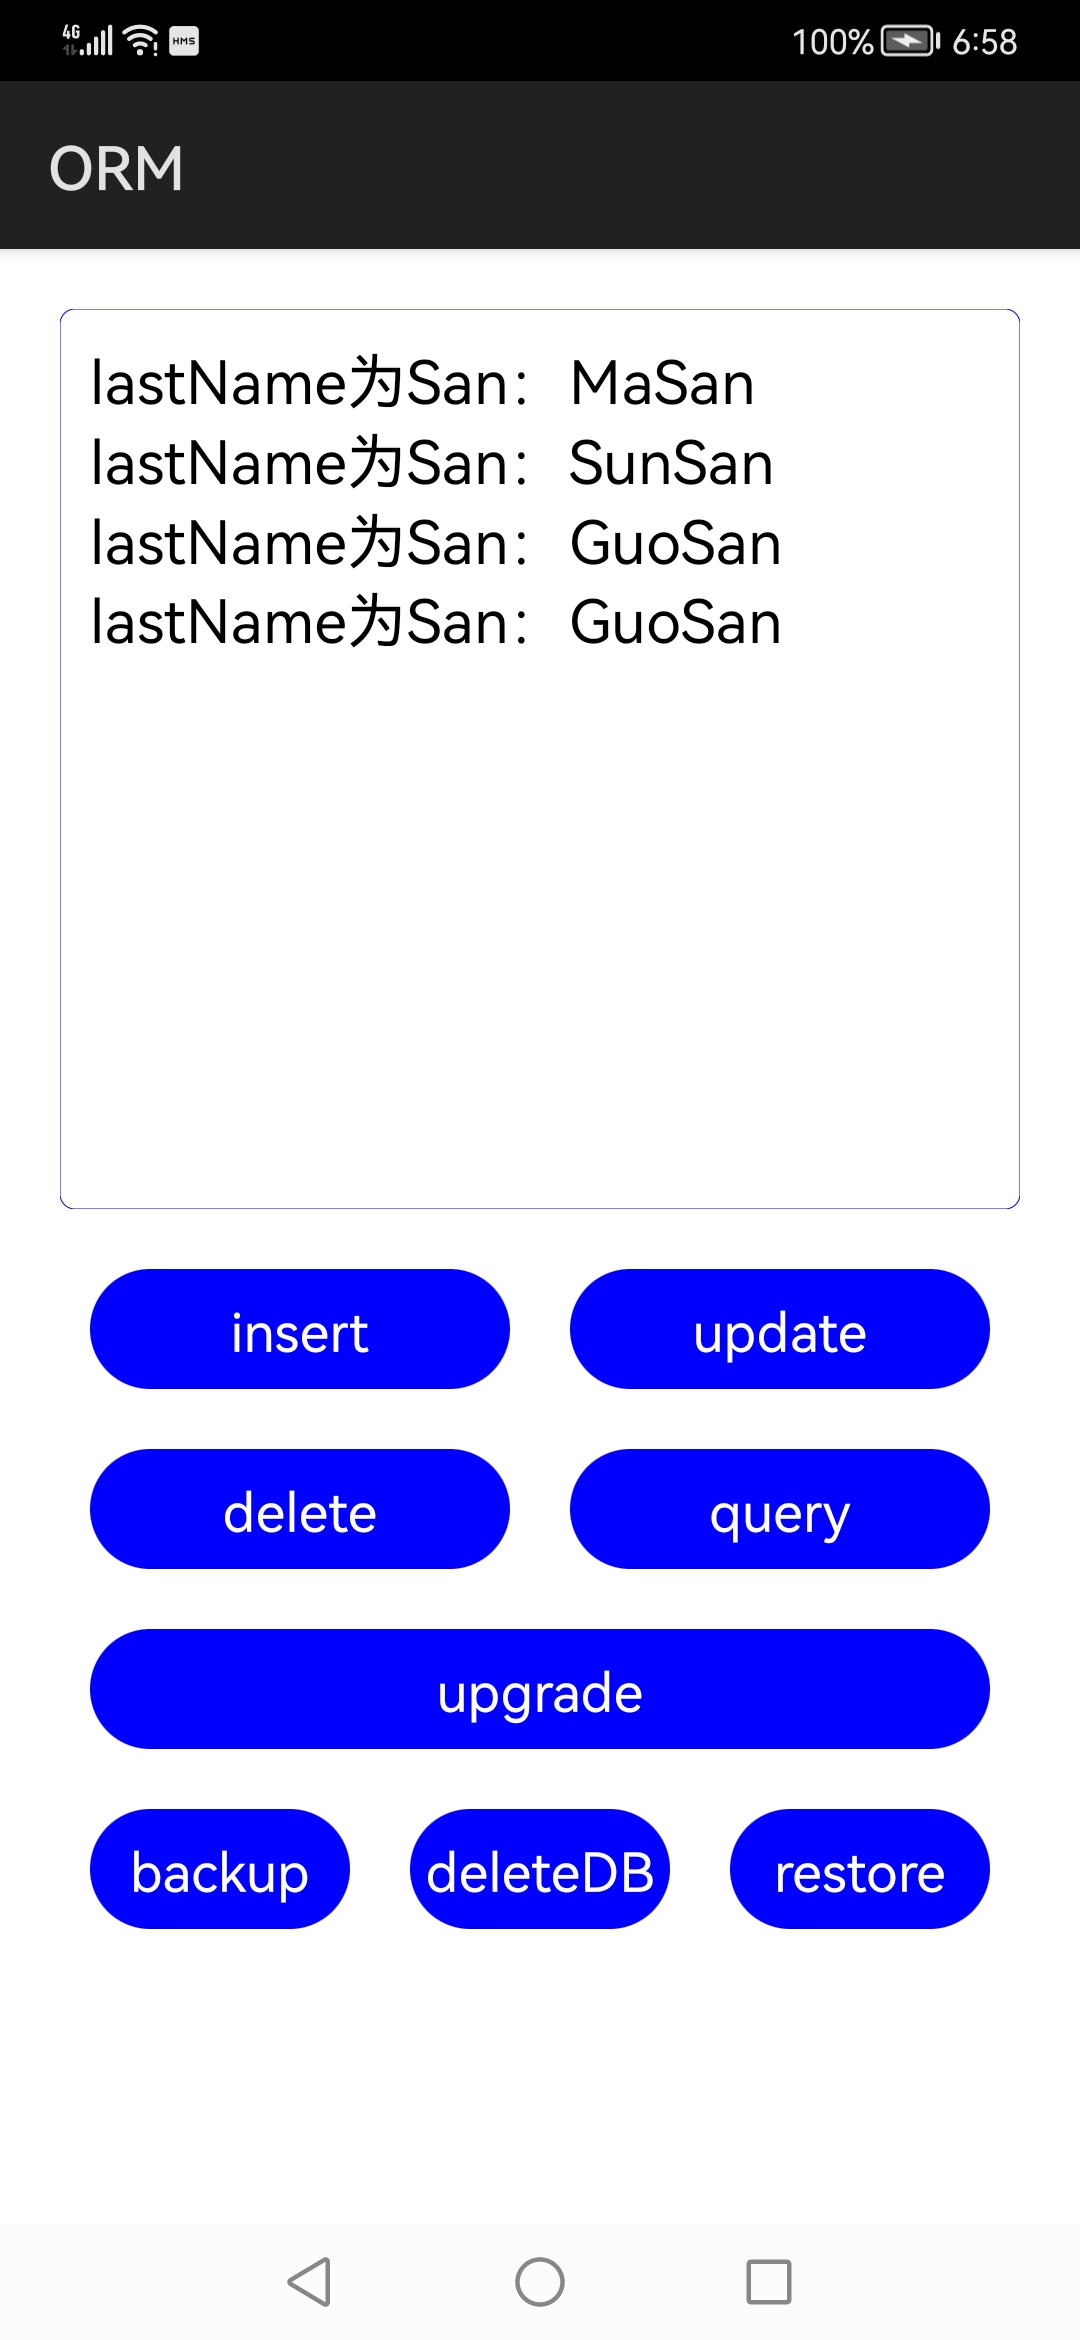 4G HMS 100% 6:58
ORM
lastName为San： MaSan
lastName为San： SunSan
lastName为San： GuoSan
lastName为San： GuoSan
insert update
delete query
upgrade
backup deleteDB restore